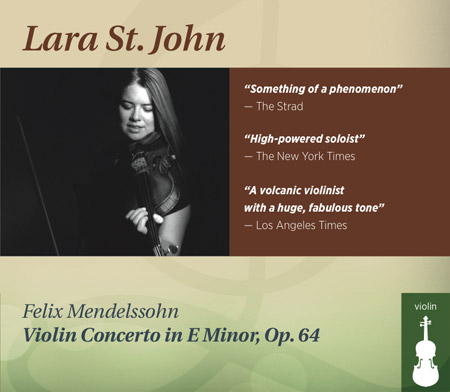 Lara St. John
“Something of a phenomenon”
— The Strad
“High-powered soloist”
— The New York Times
“A volcanic violinist
with a huge, fabulous tone”
— Los Angeles Times
Felix Mendelssohn
Violin Concerto in E Minor, Op. 64
violin